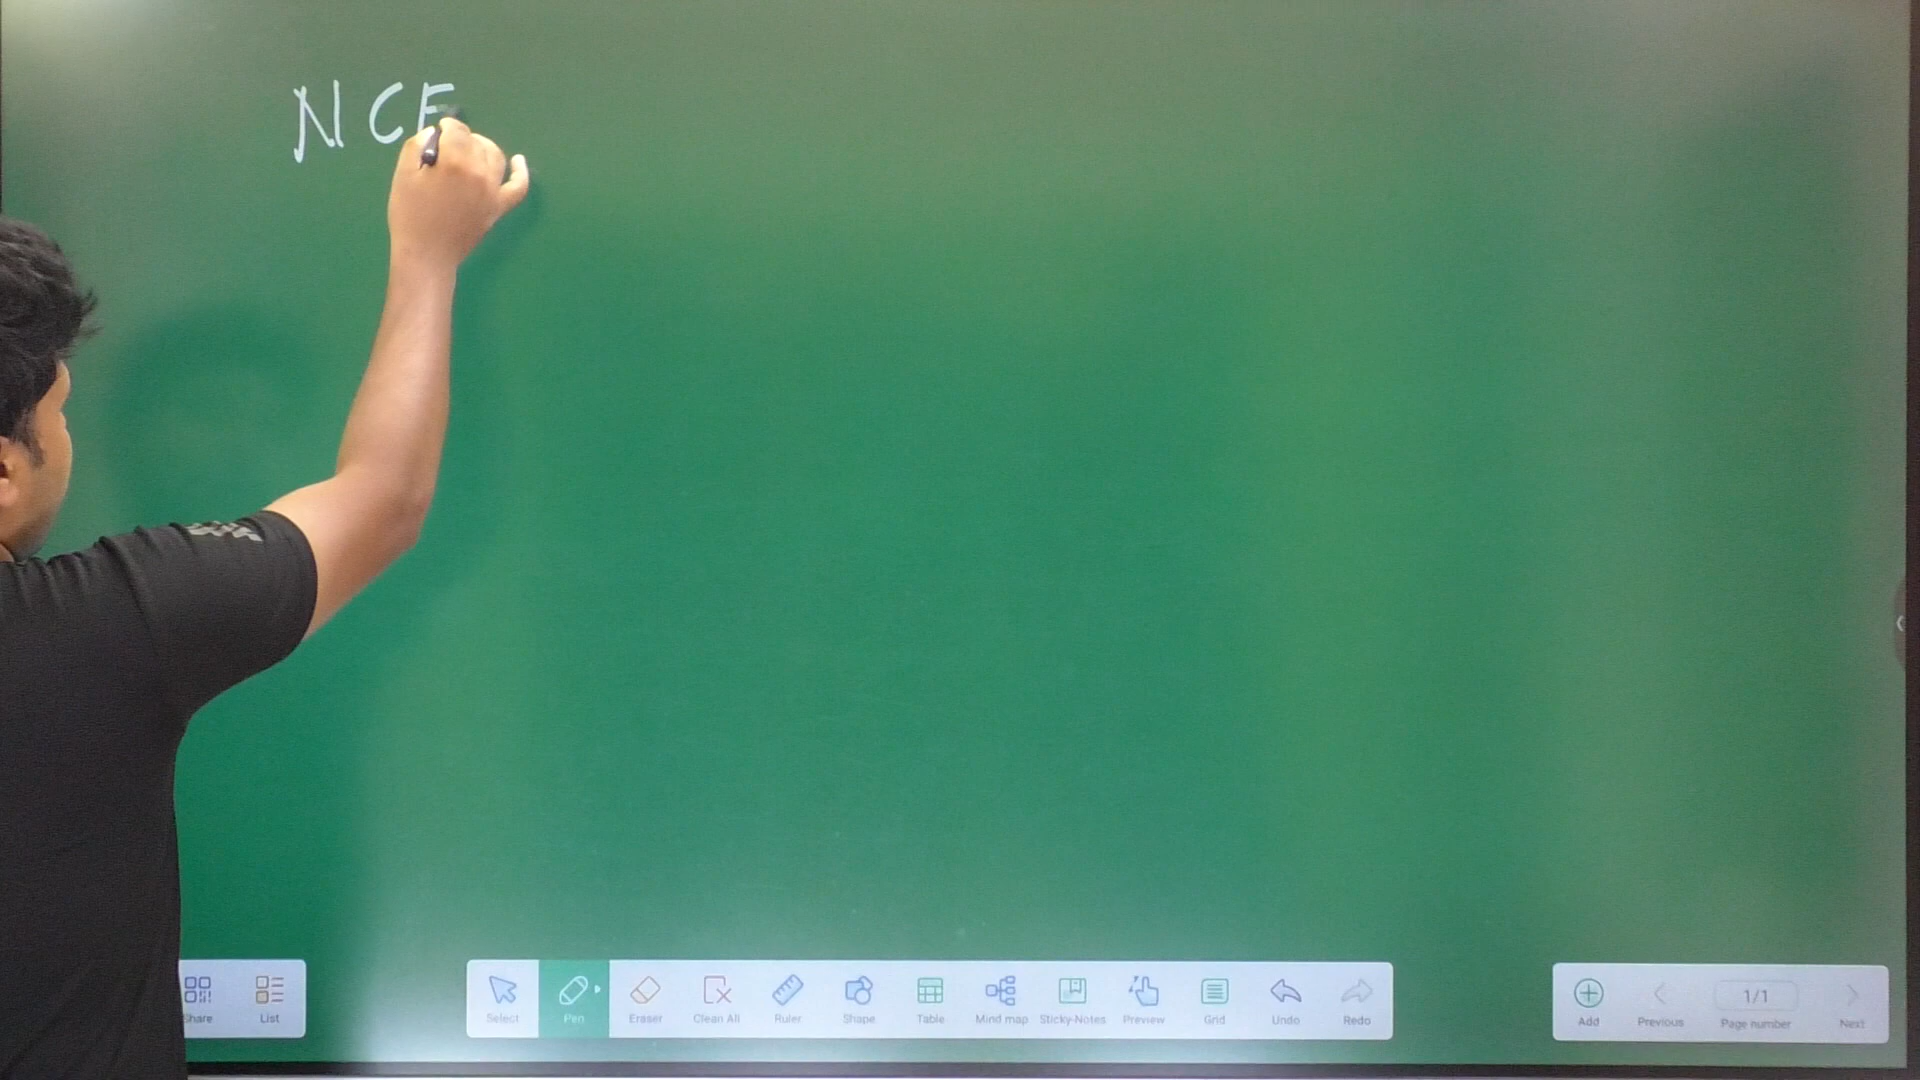 NCE
Share List Select Pen Eraser Clean All Ruler Shape Table Mind map Sticky-Notes Preview Grid Undo Redo Add Previous 1/1 Page number Next